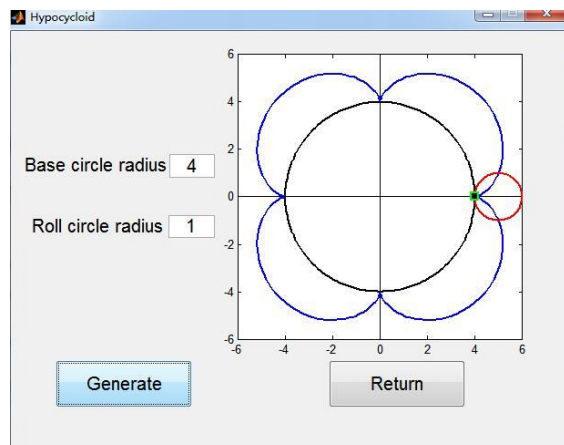 Hypocycloid
Base circle radius 4
Roll circle radius 1
6
4
2
0
-2
-4
-6
-6 -4 -2 0 2 4 6
Generate Return